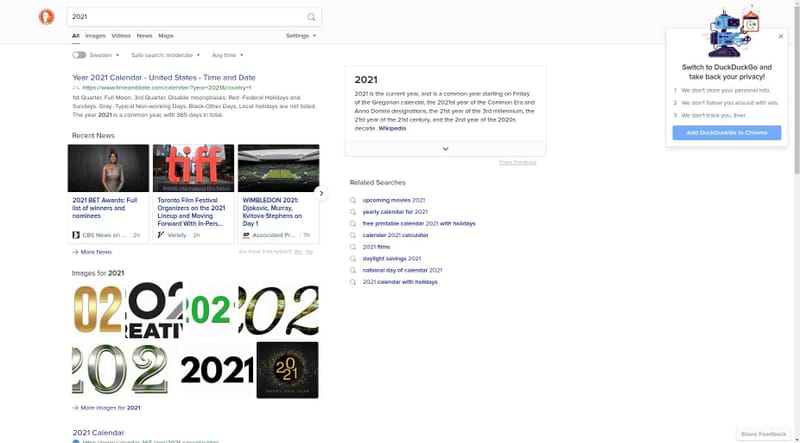 2021
All Images Videos News Maps
Settings
Sweden
Safe search: moderate
Any time
Year 2021 Calendar - United States - Time and Date
https://www.timeanddate.com/calendar/?year=2021&country=1
1st Quarter. Full Moon. 3rd Quarter. Disable moonphases. Red -Federal Holidays and
Sundays. Gray -Typical Non-working Days. Black-Other Days. Local holidays are not listed.
The year 2021 is a common year, with 365 days in total.
Recent News
tiff
2021 BET Awards: Full
list of winners and
nominees
CBS News on ... 2h
Toronto Film Festival
Organizers on the 2021
Lineup and Moving
Forward With In-Pers...
Variety 2h
WIMBLEDON 2021:
Djokovic, Murray,
Kvitova-Stephens on
Day 1
AP Associated Pr... 7h
More News
Are these links helpful? Yes No
Images for 2021
02
202
202
202
2021
2021
HAPPY NEW YEAR
More Images for 2021
2021 Calendar
2021
2021 is the current year, and is a common year starting on Friday
of the Gregorian calendar, the 2021st year of the Common Era and
Anno Domini designations, the 21st year of the 3rd millennium, the
21st year of the 21st century, and the 2nd year of the 2020s
decade. Wikipedia
Share Feedback
Related Searches
upcoming movies 2021
yearly calendar for 2021
free printable calendar 2021 with holidays
calendar 2021 calculator
2021 films
daylight savings 2021
national day of calendar 2021
2021 calendar with holidays
Switch to DuckDuckGo and
take back your privacy!
1 We don't store your personal info.
2 We don't follow you around with ads.
3 We don't track you. Ever.
Add DuckDuckGo to Chrome
Share Feedback